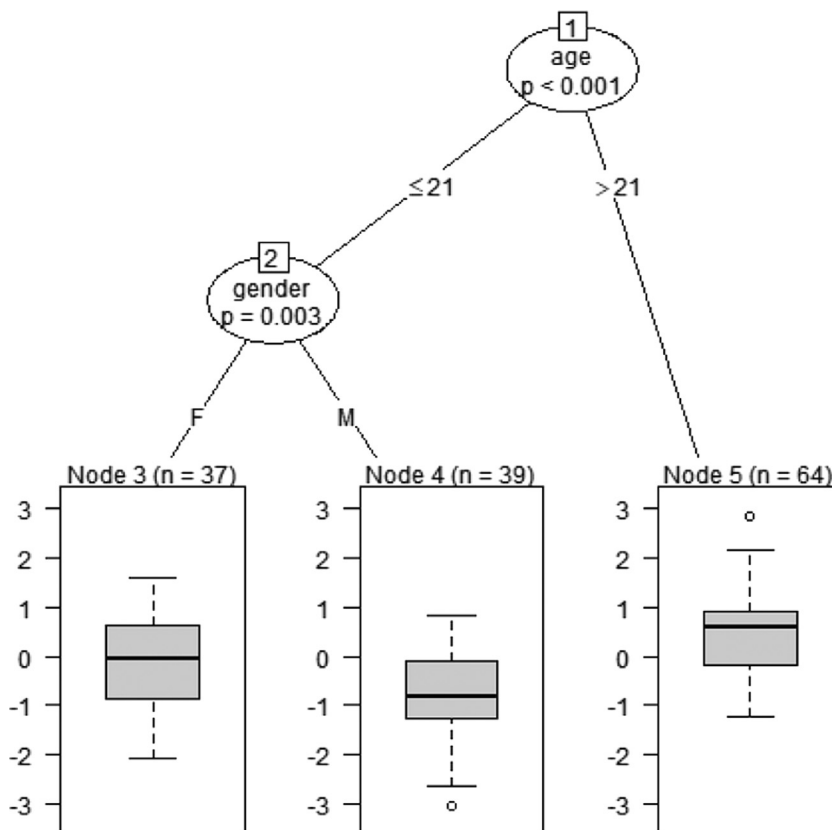 1
age
p < 0.001
≤21
>21
2
gender
p = 0.003
F
M
Node 3 (n = 37)
3
2
1
0
-1
-2
-3
Node 4 (n = 39)
3
2
1
0
-1
-2
-3
Node 5 (n = 64)
3
2
1
0
-1
-2
-3